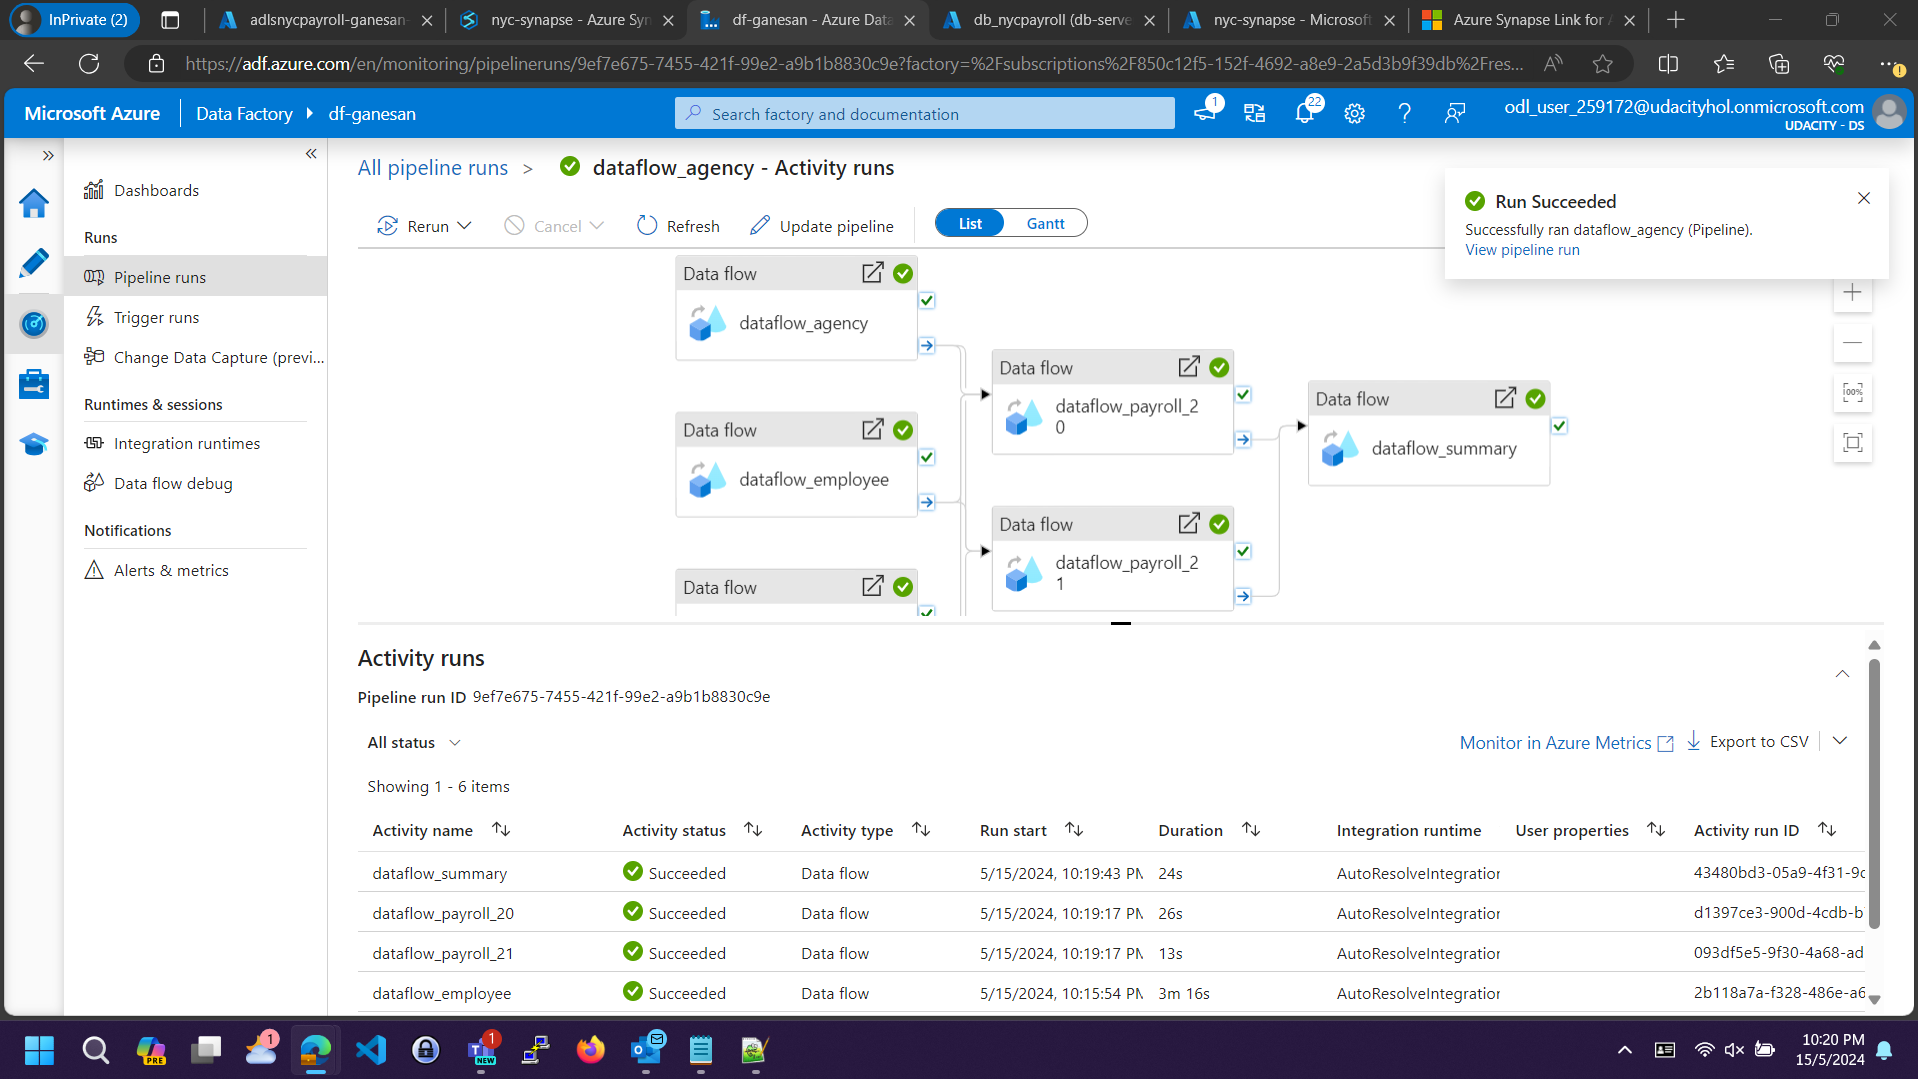 InPrivate (2)
adlsnycpayroll-ganesan-
nyc-synapse - Azure Syn
df-ganesan - Azure Data
db_nycpayroll (db-serve
nyc-synapse - Microsoft
Azure Synapse Link for
https://adf.azure.com/en/monitoring/pipelineruns/9ef7e675-7455-421f-99e2-a9b1b8830c9e?factory=%2Fsubscriptions%2F850c12f5-152f-4692-a8e9-2a5d3b9f39db%2Fres...
Microsoft Azure
Data Factory
df-ganesan
Search factory and documentation
1
22
odl_user_259172@udacityhol.onmicrosoft.com
UDACITY - DS
Dashboards
Runs
Pipeline runs
Trigger runs
Change Data Capture (previ...
Runtimes & sessions
Integration runtimes
Data flow debug
Notifications
Alerts & metrics
All pipeline runs > dataflow_agency - Activity runs
Rerun
Cancel
Refresh
Update pipeline
List
Gantt
Run Succeeded
Successfully ran dataflow_agency (Pipeline).
View pipeline run
100%
Data flow
dataflow_agency
Data flow
dataflow_employee
Data flow
Data flow
dataflow_payroll_2
0
Data flow
dataflow_payroll_2
1
Data flow
dataflow_summary
Activity runs
Pipeline run ID 9ef7e675-7455-421f-99e2-a9b1b8830c9e
All status
Monitor in Azure Metrics
Export to CSV
Showing 1 - 6 items
Activity name Activity status Activity type Run start Duration Integration runtime User properties Activity run ID
dataflow_summary Succeeded Data flow 5/15/2024, 10:19:43 PM 24s AutoResolveIntegration 43480bd3-05a9-4f31-9c
dataflow_payroll_20 Succeeded Data flow 5/15/2024, 10:19:17 PM 26s AutoResolveIntegration d1397ce3-900d-4cdb-b
dataflow_payroll_21 Succeeded Data flow 5/15/2024, 10:19:17 PM 13s AutoResolveIntegration 093df5e5-9f30-4a68-ad
dataflow_employee Succeeded Data flow 5/15/2024, 10:15:54 PM 3m 16s AutoResolveIntegration 2b118a7a-f328-486e-a6
PRE
1
1
NEW
10:20 PM
15/5/2024